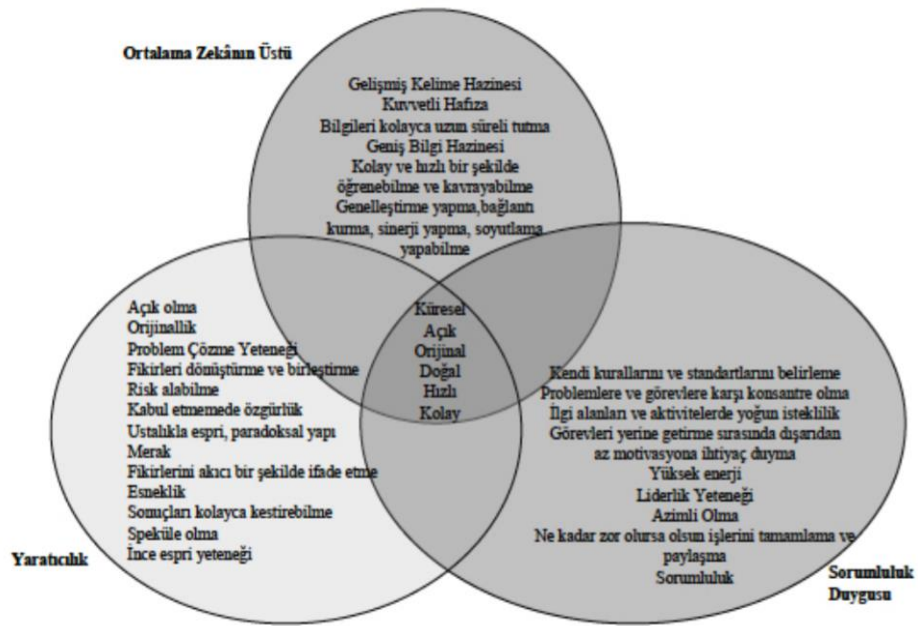 Ortalama Zekânın Üstü
Gelişmiş Kelime Hazinesi
Kuvvetli Hafıza
Bilgileri kolayca uzun süreli tutma
Geniş Bilgi Hazinesi
Kolay ve hızlı bir şekilde
öğrenebilme ve kavrayabilme
Genelleştirme yapma,bağlantı
kurma, sinerji yapma, soyutlama
yapabilme
Açık olma
Orijinallik
Problem Çözme Yeteneği
Fikirleri dönüştürme ve birleştirme
Risk alabilme
Kabul etmemede özgürlük
Ustalıkla espri, paradoksal yapı
Merak
Fikirlerini akıcı bir şekilde ifade etme
Esneklik
Sonuçları kolayca kestirebilme
Speküle olma
İnce espri yeteneği
Yaratıcılık
Küresel
Açık
Orijinal
Doğal
Hızlı
Kolay
Kendi kurallarını ve standartlarını belirleme
Problemlere ve görevlere karşı konsantre olma
İlgi alanları ve aktivitelerde yoğun isteklilik
Görevleri yerine getirme sırasında dışarıdan
az motivasyona ihtiyaç duyma
Yüksek enerji
Liderlik Yeteneği
Azimli Olma
Ne kadar zor olursa olsun işlerini tamamlama ve
paylaşma
Sorumluluk
Sorumluluk
Duygusu